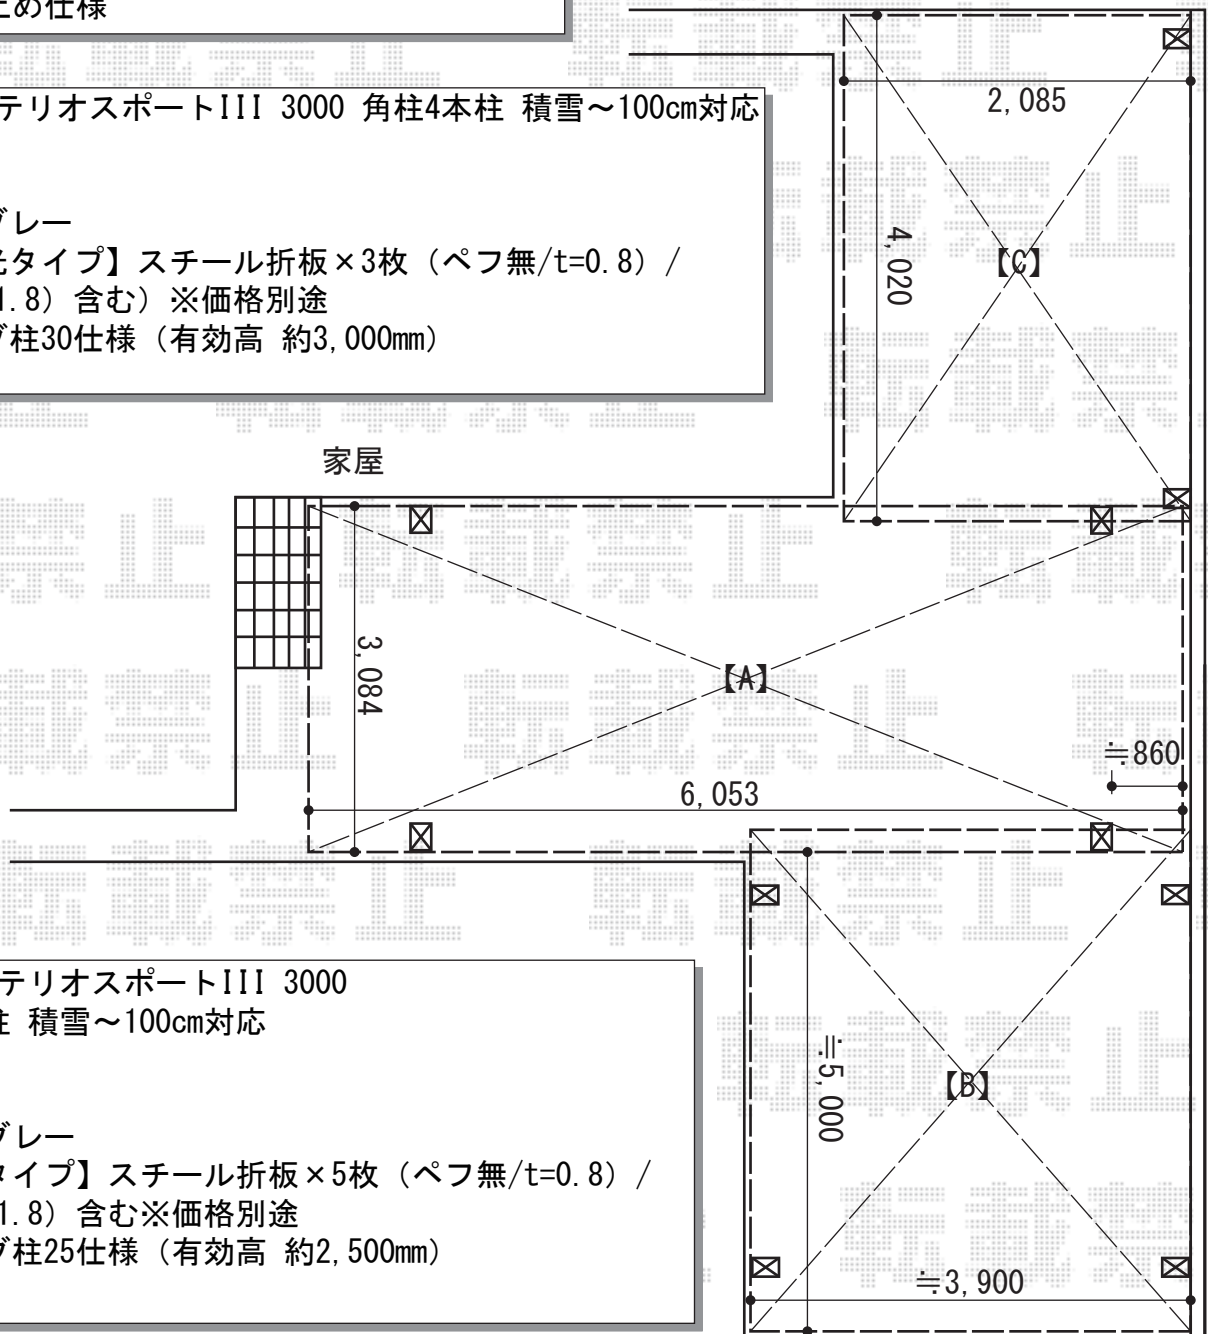 止め仕様
テリオスポートIII 3000 角柱4本柱 積雪～100cm対応
2,085
グレー
光タイプ】スチール折板×3枚（ペフ無/t=0.8）/
1.8）含む）※価格別途
ブ柱30仕様（有効高 約3,000mm）
4,020
【C】
家屋
3,084
【A】
≒860
6,053
テリオスポートIII 3000
柱 積雪～100cm対応
グレー
タイプ】スチール折板×5枚（ペフ無/t=0.8）/
1.8）含む※価格別途
ブ柱25仕様（有効高 約2,500mm）
≒5,000
【B】
≒3,900
転載禁止